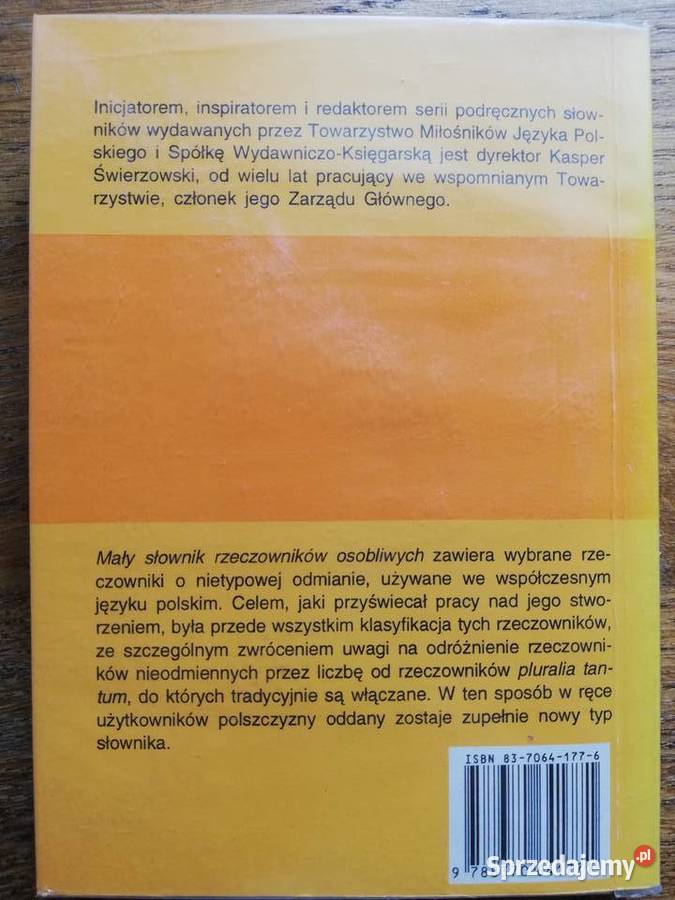 Inicjatorem, inspiratorem i redaktorem serii podręcznych słow-
ników wydawanych przez Towarzystwo Miłośników Języka Pol-
skiego i Spółkę Wydawniczo-Księgarską jest dyrektor Kasper
Świerzowski, od wielu lat pracujący we wspomnianym Towa-
rzystwie, członek jego Zarządu Głównego.
Mały słownik rzeczowników osobliwych zawiera wybrane rze-
czowniki o nietypowej odmianie, używane we współczesnym
języku polskim. Celem, jaki przyświecał pracy nad jego stwo-
rzeniem, była przede wszystkim klasyfikacja tych rzeczowników,
ze szczególnym zwróceniem uwagi na odróżnienie rzeczowni-
ków nieodmiennych przez liczbę od rzeczowników pluralia tan-
tum, do których tradycyjnie są włączane. W ten sposób w ręce
użytkowników polszczyzny oddany zostaje zupełnie nowy typ
słownika.
ISBN 83-7064-177-6
9 78
Sprzedajemy.pl